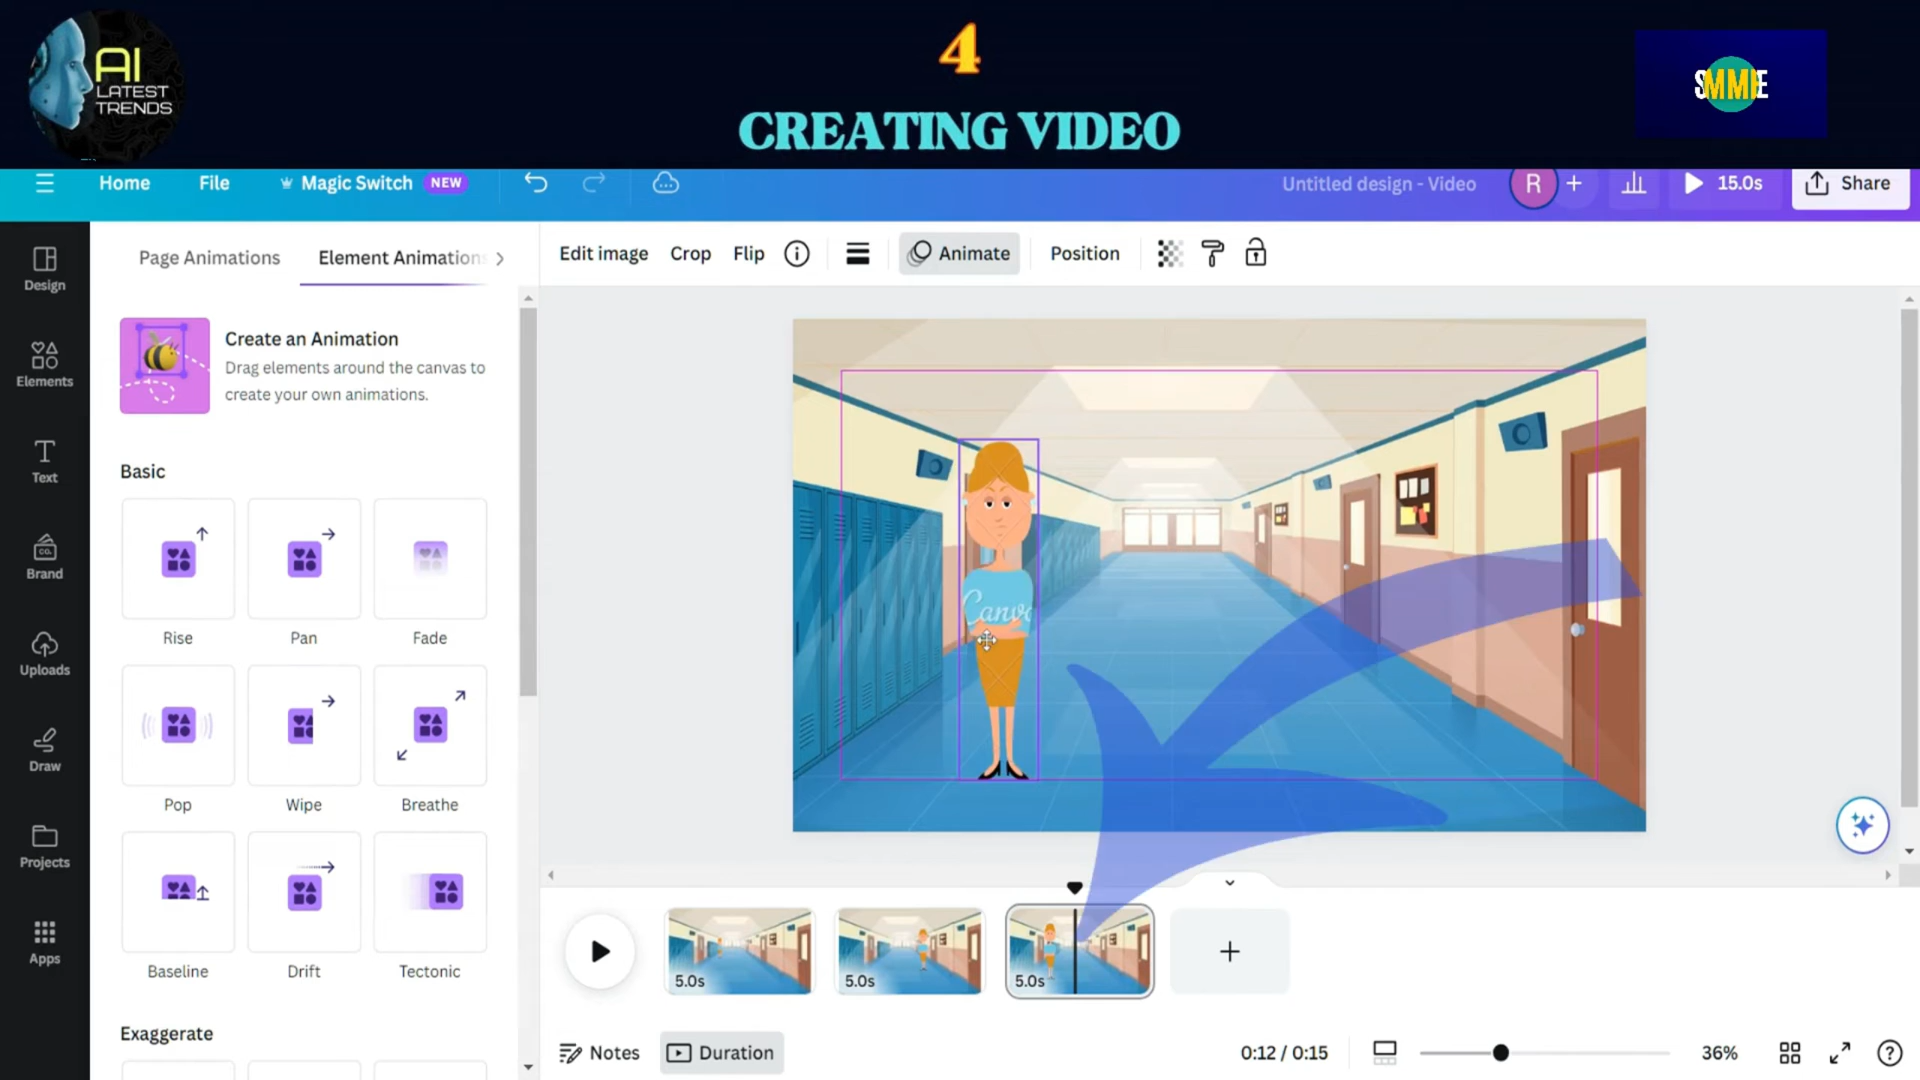 AI
LATEST
TRENDS
4
CREATING VIDEO
Home
File
Magic Switch
NEW
Untitled design - Video
R
15.0s
Share
Design
Elements
Text
Brand
CO.
Uploads
Draw
Projects
Apps
Page Animations
Element Animations
Create an Animation
Drag elements around the canvas to
create your own animations.
Basic
Rise
Pan
Fade
Pop
Wipe
Breathe
Baseline
Drift
Tectonic
Exaggerate
Edit image
Crop
Flip
Animate
Position
Canva
5.0s
5.0s
5.0s
Notes
Duration
0:12 / 0:15
36%